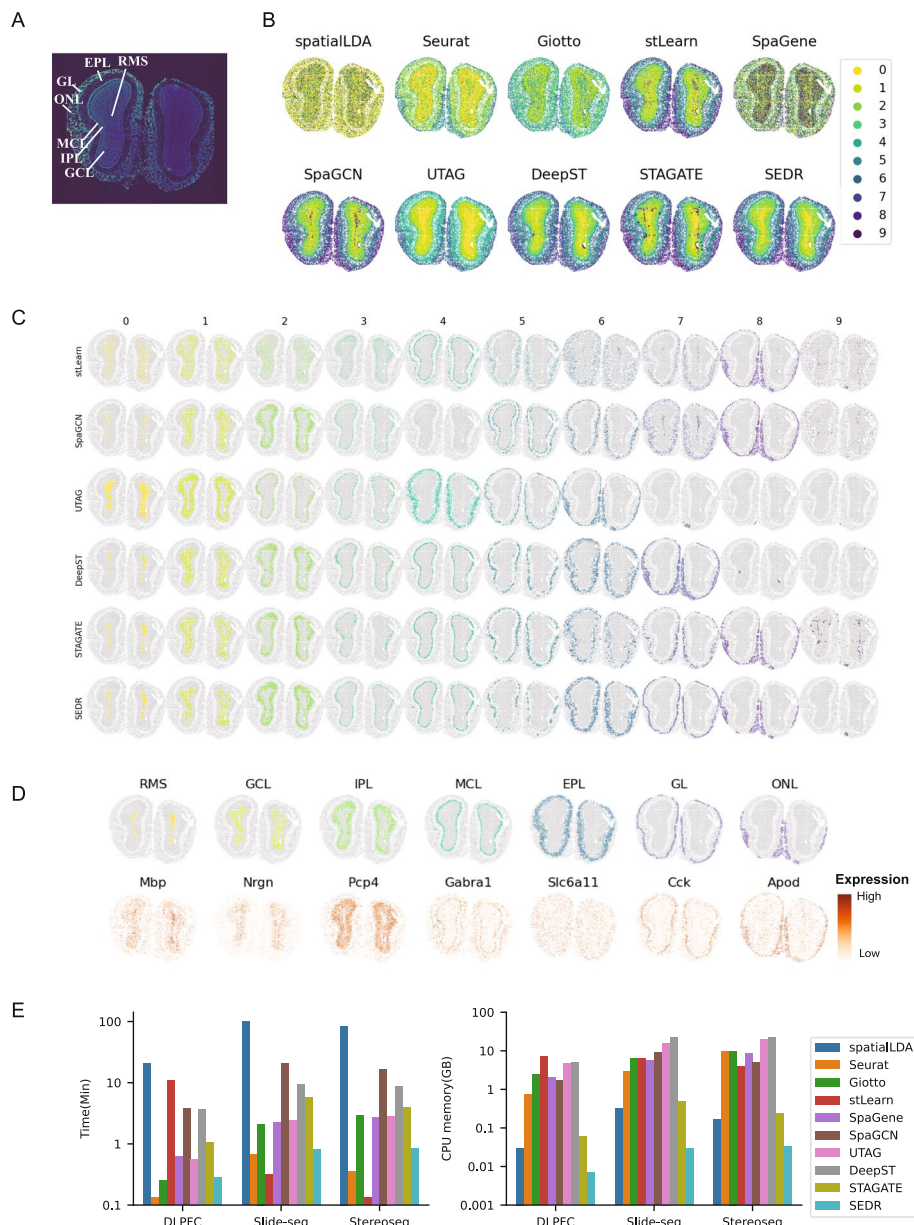 A
EPL
RMS
GL
ONL
MCL
IPL
GCL
B
spatialLDA Seurat Giotto stLearn SpaGene
SpaGCN UTAG DeepST STAGATE SEDR
0
1
2
3
4
5
6
7
8
9
C
0 1 2 3 4 5 6 7 8 9
stLearn
SpaGCN
UTAG
DeepST
STAGATE
SEDR
D
RMS GCL IPL MCL EPL GL ONL
Mbp Nrgn Pcp4 Gabra1 Slc6a11 Cck Apod
Expression
High
Low
E
Time(Min)
100
10
1
0.1
DLPFC Slide-seq Stereoseq
CPU memory(GB)
100
10
1
0.1
0.01
0.001
DLPFC Slide-seq Stereoseq
spatialLDA
Seurat
Giotto
stLearn
SpaGene
SpaGCN
UTAG
DeepST
STAGATE
SEDR